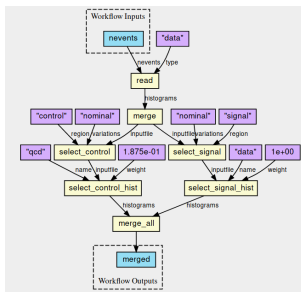 Workflow Inputs
nevents
"data"
nevents
type
read
histograms
"control"
"nominal"
merge
"nominal"
"signal"
region
variations
inputfile
inputfile
variations
region
"qcd"
select_control
1.875e-01
select_signal
"data"
1e+00
name
inputfile
weight
inputfile
name
weight
select_control_hist
select_signal_hist
histograms
histograms
merge_all
merged
Workflow Outputs